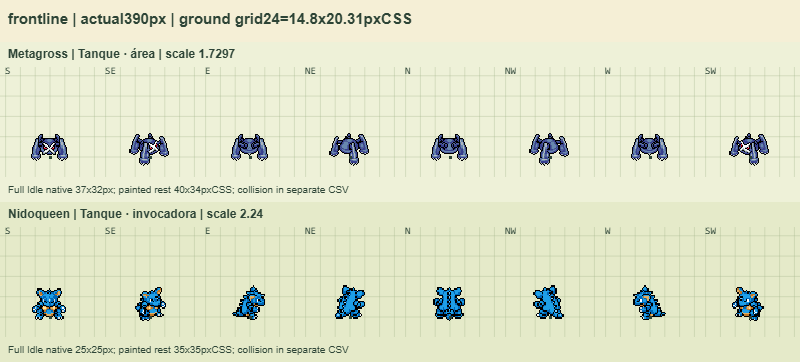 frontline | actual390px | ground grid24=14.8x20.31pxCSS
Metagross | Tanque · área | scale 1.7297
S SE E NE N NW W SW
Full Idle native 37x32px; painted rest 40x34pxCSS; collision in separate CSV
Nidoqueen | Tanque · invocadora | scale 2.24
S SE E NE N NW W SW
Full Idle native 25x25px; painted rest 35x35pxCSS; collision in separate CSV